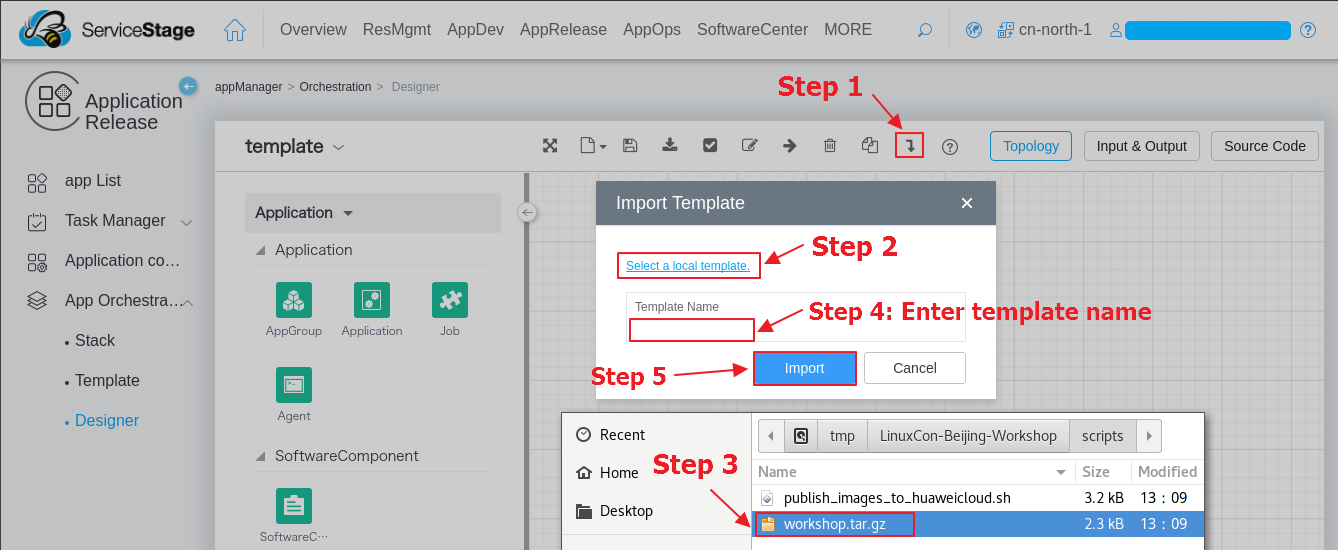 ServiceStage
Overview ResMgmt AppDev AppRelease AppOps SoftwareCenter MORE
cn-north-1
Application
Release
appManager > Orchestration > Designer
Step 1
template
Topology
Input & Output
Source Code
app List
Task Manager
Application co...
App Orchestra...
Stack
Template
Designer
Application
Application
AppGroup
Application
Job
Agent
SoftwareComponent
SoftwareC...
Import Template
Step 2
Select a local template.
Template Name
Step 4: Enter template name
Step 5
Import
Cancel
Recent
Home
Desktop
Step 3
tmp LinuxCon-Beijing-Workshop scripts
Name Size Modified
publish_images_to_huaweicloud.sh 3.2 kB 13 : 09
workshop.tar.gz 2.3 kB 13 : 09